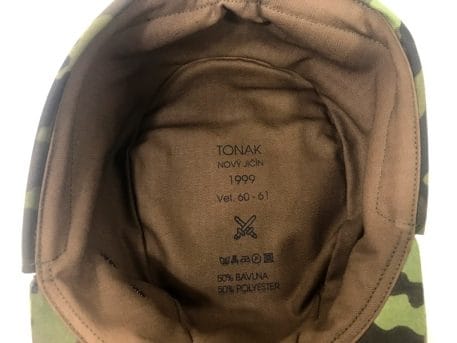 TONAK
NOVÝ JIČÍN
1999
Vel. 60 - 61
50% BAVLNA
50% POLYESTER